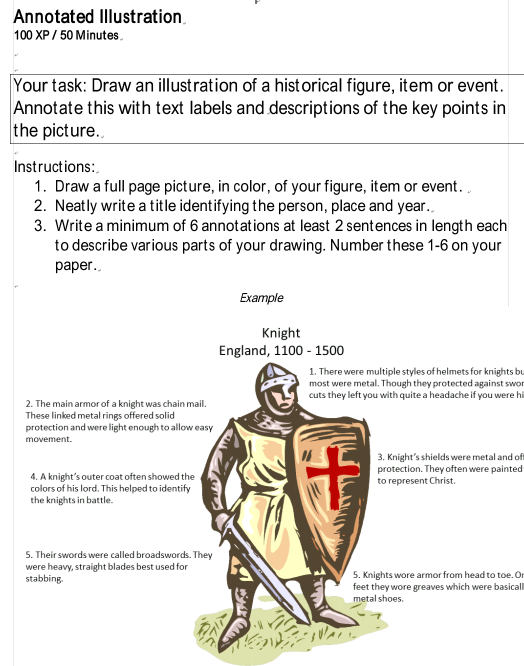 Annotated Illustration
100 XP / 50 Minutes
Your task: Draw an illustration of a historical figure, item or event.
Annotate this with text labels and descriptions of the key points in
the picture.
Instructions:
1. Draw a full page picture, in color, of your figure, item or event.
2. Neatly write a title identifying the person, place and year.
3. Write a minimum of 6 annotations at least 2 sentences in length each
to describe various parts of your drawing. Number these 1-6 on your
paper.
Example
Knight
England, 1100 - 1500
1. There were multiple styles of helmets for knights
most were metal. Though they protected against
cuts they left you with quite a headache if you were
2. The main armor of a knight was chain mail.
These linked metal rings offered solid
protection and were light enough to allow easy
movement.
3. Knight's shields were metal and
protection. They often were painted
to represent Christ.
4. A knight's outer coat often showed the
colors of his lord. This helped to identify
the knights in battle.
5. Their swords were called broadswords. They
were heavy, straight blades best used for
stabbing.
5. Knights wore armor from head to toe.
feet they wore greaves which were
metal shoes.